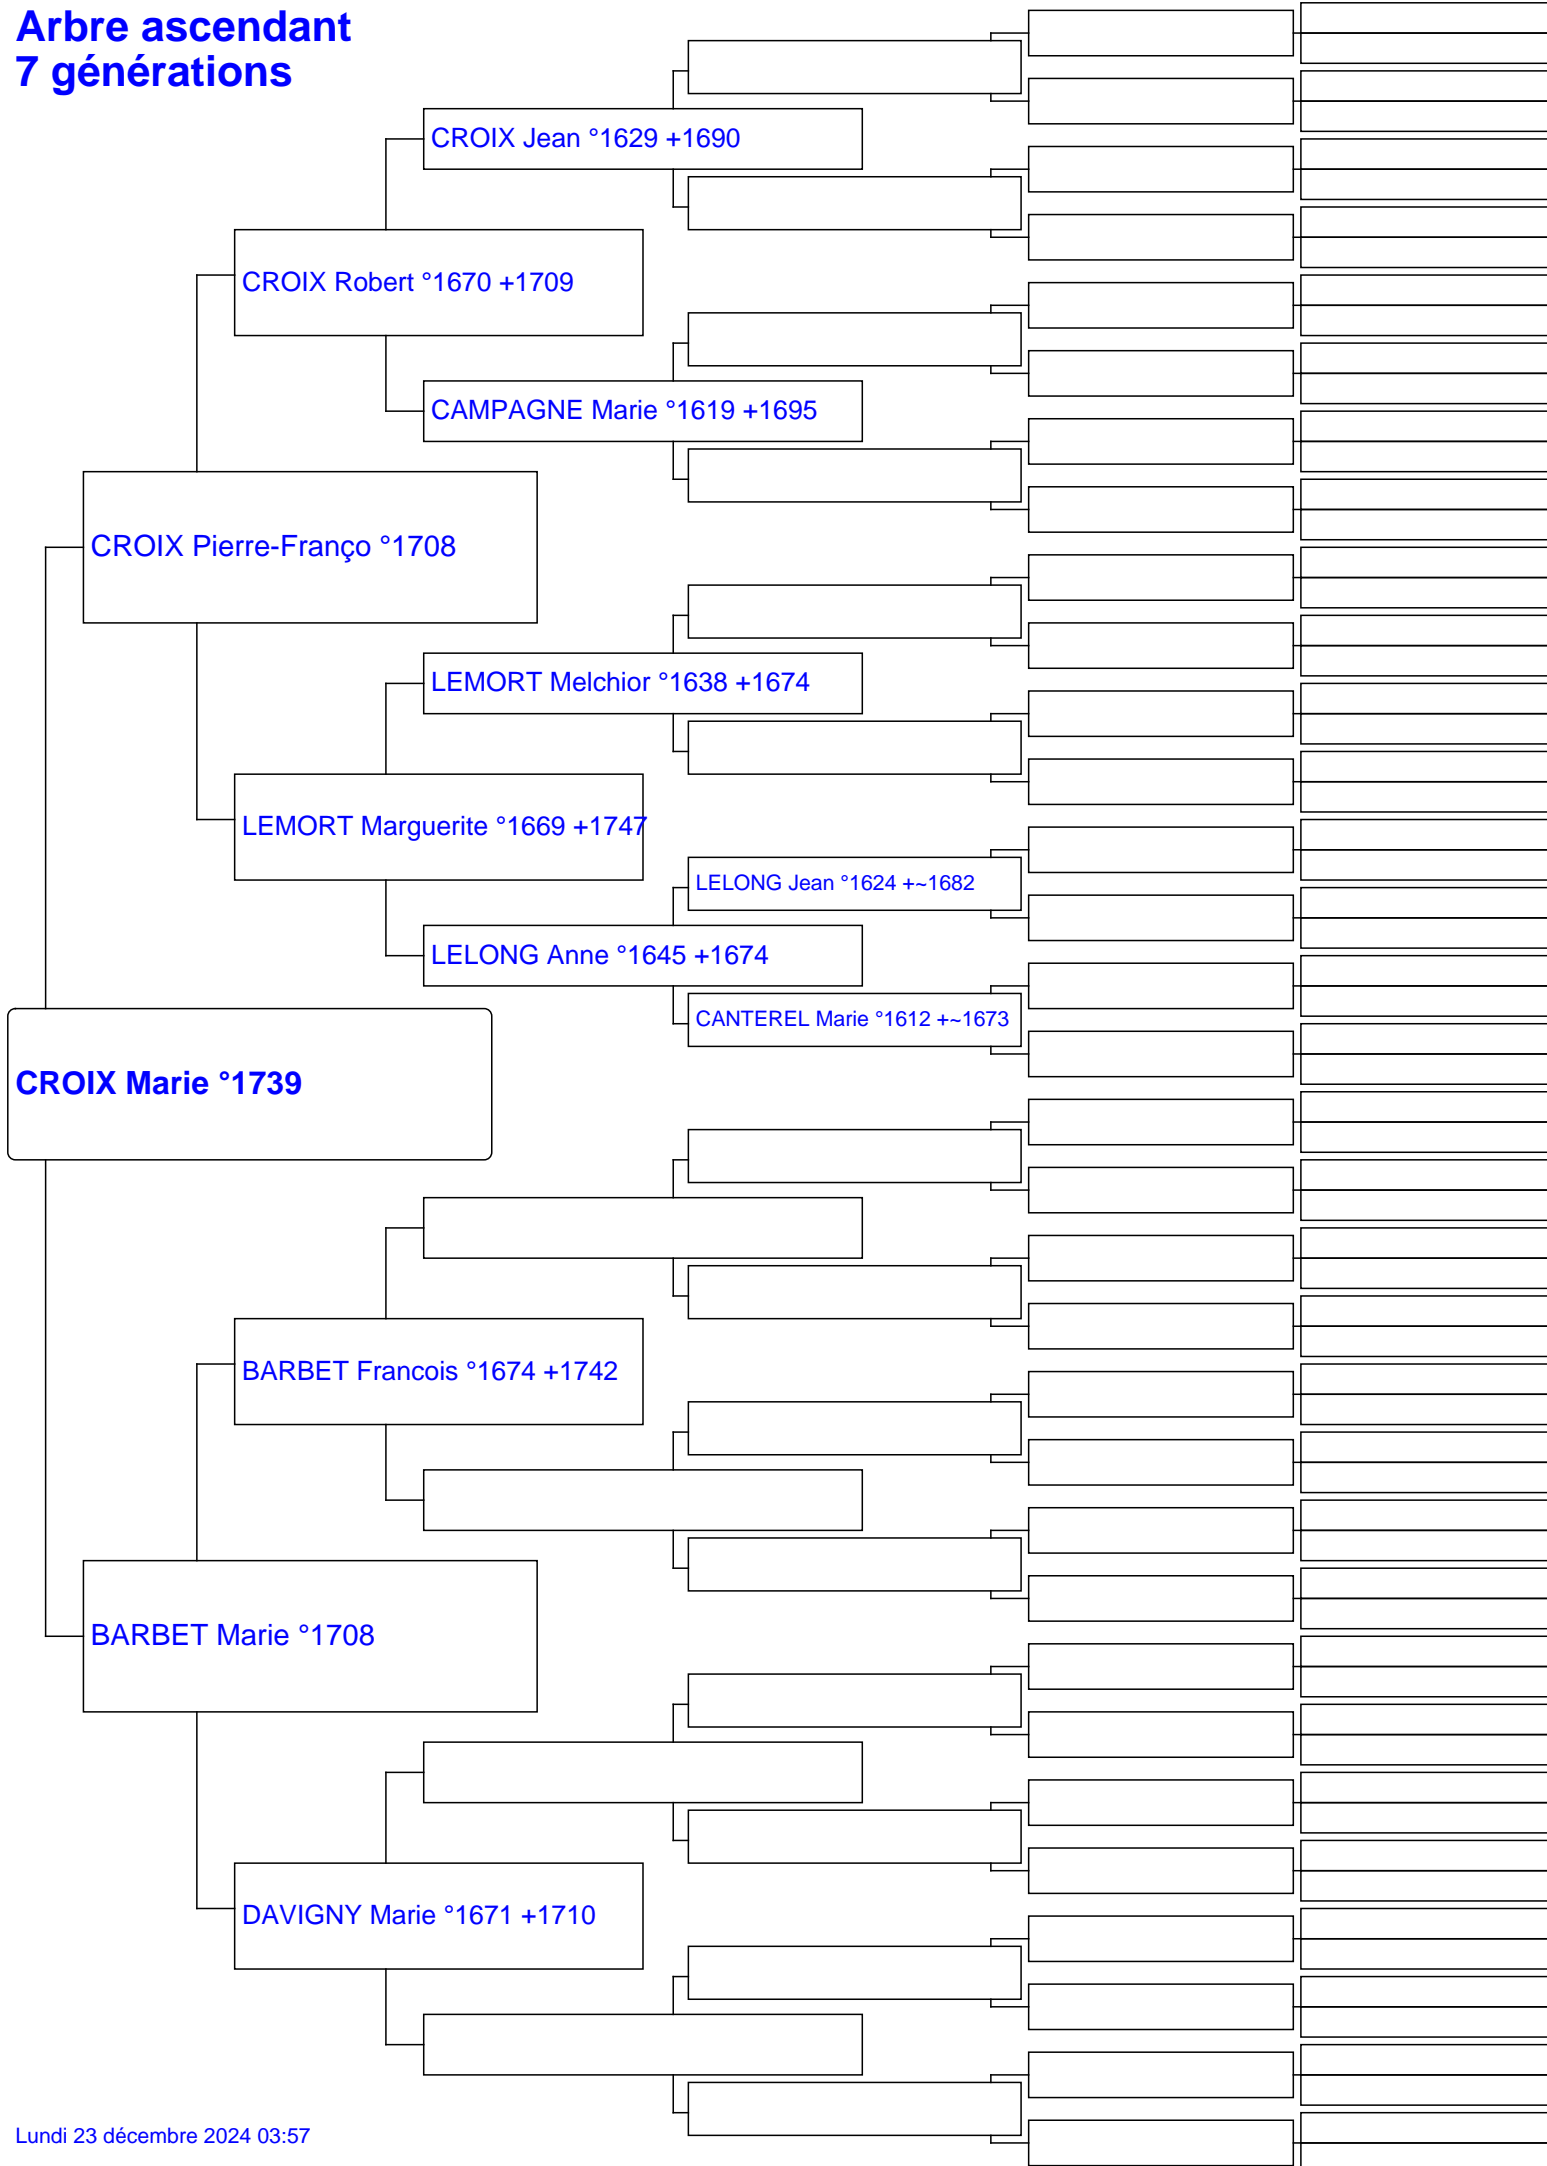 Arbre ascendant
7 générations
CROIX Jean °1629 +1690
CROIX Robert °1670 +1709
CAMPAGNE Marie °1619 +1695
CROIX Pierre-Franço °1708
LEMORT Melchior °1638 +1674
LEMORT Marguerite °1669 +1747
LELONG Jean °1624 +~1682
LELONG Anne °1645 +1674
CANTEREL Marie °1612 +~1673
CROIX Marie °1739
BARBET Francois °1674 +1742
BARBET Marie °1708
DAVIGNY Marie °1671 +1710
Lundi 23 décembre 2024 03:57